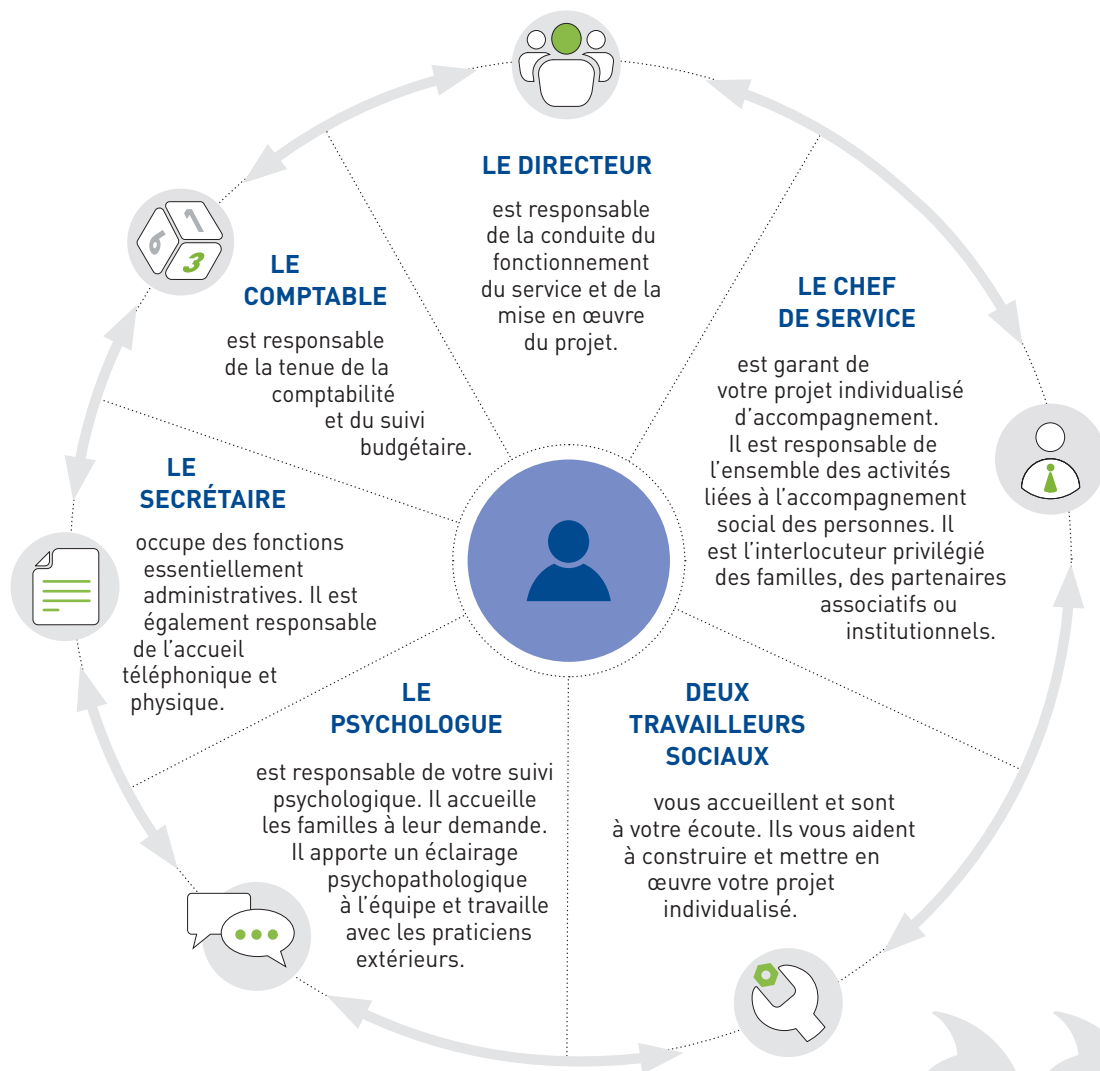 LE DIRECTEUR
est responsable
de la conduite du
fonctionnement
du service et de la
mise en œuvre
du projet.
LE CHEF
DE SERVICE
est garant de
votre projet individualisé
d'accompagnement.
Il est responsable de
l'ensemble des activités
liées à l'accompagnement
social des personnes. Il
est l'interlocuteur privilégié
des familles, des partenaires
associatifs ou
institutionnels.
DEUX
TRAVAILLEURS
SOCIAUX
vous accueillent et sont
à votre écoute. Ils vous aident
à construire et mettre en
œuvre votre projet
individualisé.
LE
PSYCHOLOGUE
est responsable de votre suivi
psychologique. Il accueille
les familles à leur demande.
Il apporte un éclairage
psychopathologique
à l'équipe et travaille
avec les praticiens
extérieurs.
LE
SECRÉTAIRE
occupe des fonctions
essentiellement
administratives. Il est
également responsable
de l'accueil
téléphonique et
physique.
LE
COMPTABLE
est responsable
de la tenue de la
comptabilité
et du suivi
budgétaire.
1
6
3